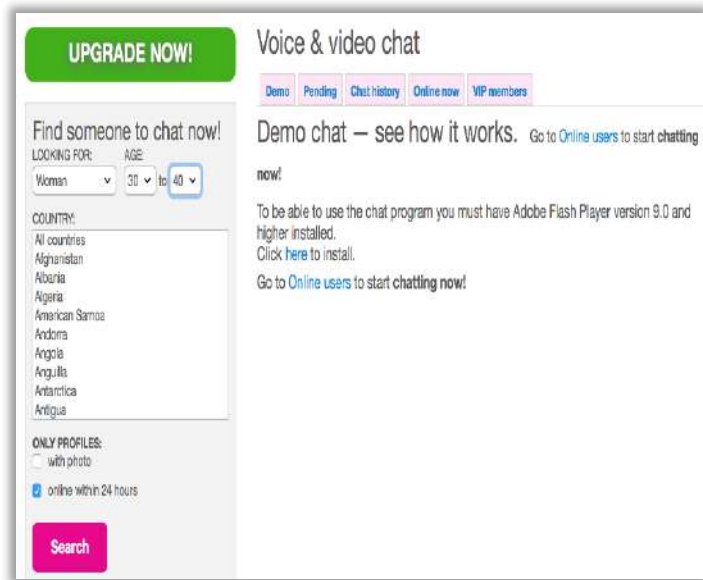 UPGRADE NOW!
Find someone to chat now!
LOOKING FOR: AGE:
Woman 30 to 40
COUNTRY:
All countries
Afghanistan
Albania
Algeria
American Samoa
Andorra
Angola
Anguilla
Antarctica
Antigua
ONLY PROFILES:
with photo
online within 24 hours
Search
Voice & video chat
Demo Pending Chat history Online now VIP members
Demo chat — see how it works. Go to Online users to start chatting
now!
To be able to use the chat program you must have Adobe Flash Player version 9.0 and
higher installed.
Click here to install.
Go to Online users to start chatting now!